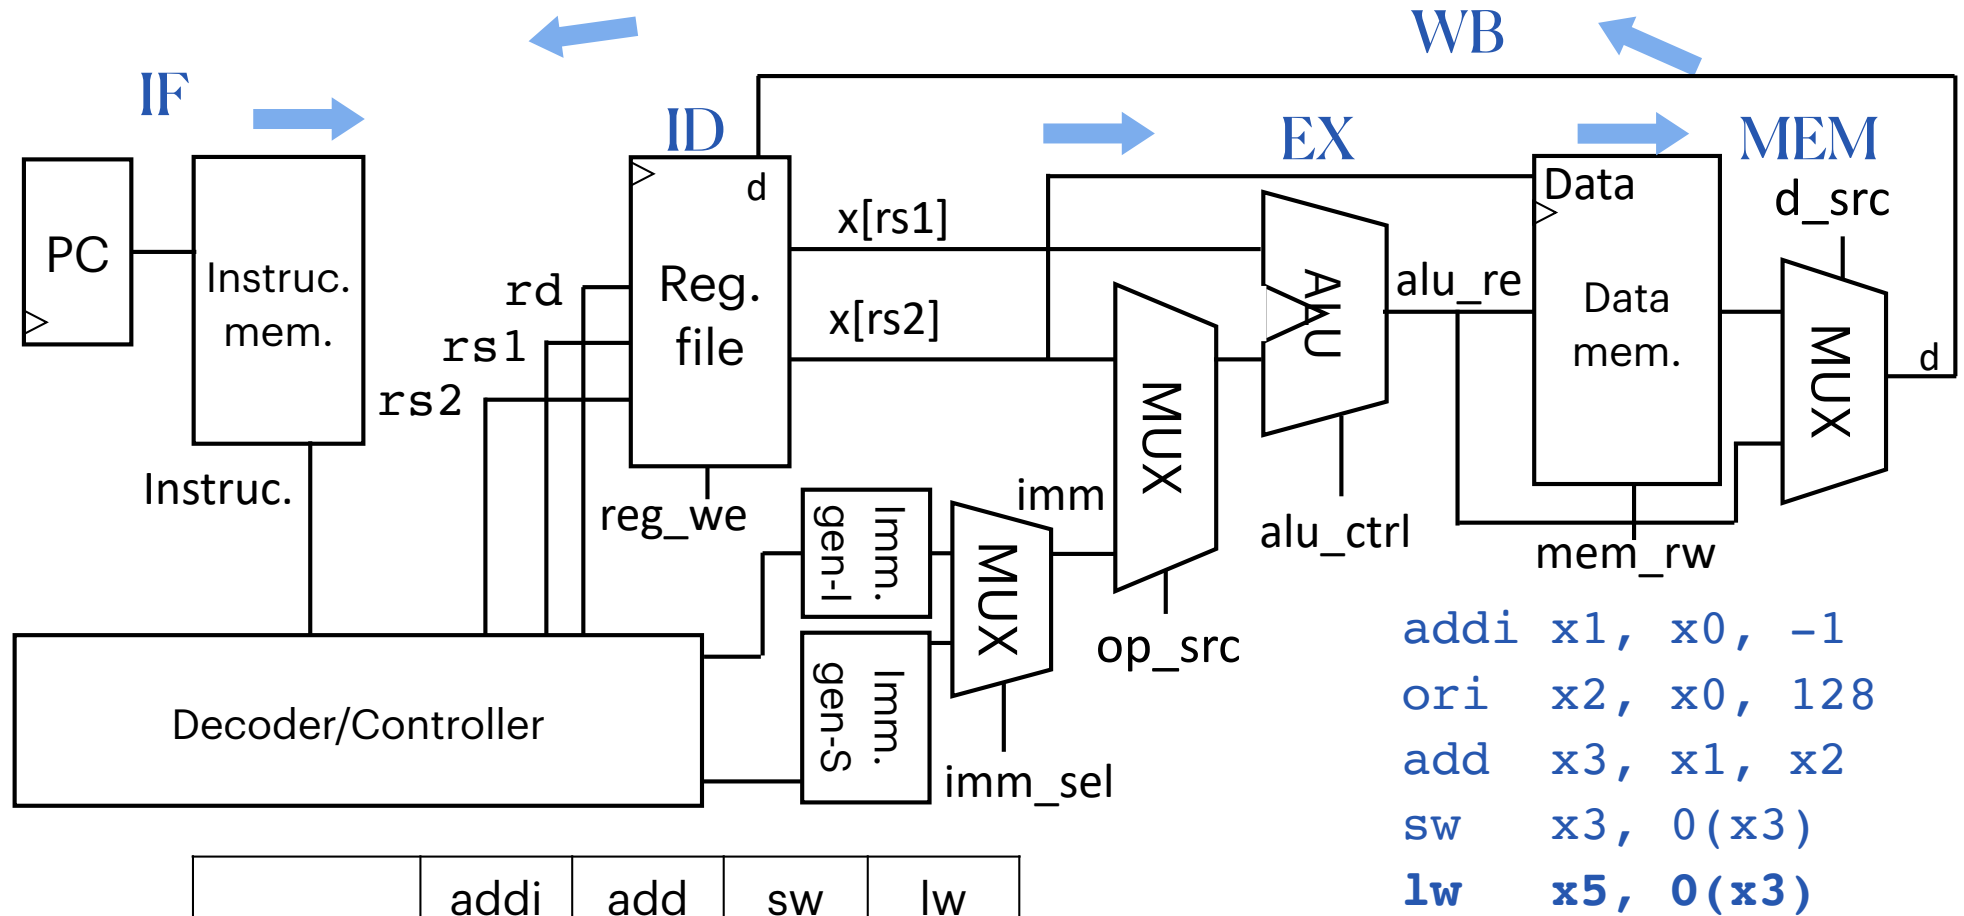 WB
IF
ID
EX
MEM
d
Data
d_src
x[rs1]
PC
Instruc.
mem.
rd
Reg.
file
ALU
alu_re
Data
mem.
x[rs2]
rs1
rs2
MUX
MUX
d
Instruc.
reg_we
imm
alu_ctrl
mem_rw
Imm.
gen-I
MUX
Imm.
gen-S
op_src
imm_sel
Decoder/Controller
addi x1, x0, -1
ori x2, x0, 128
add x3, x1, x2
sw x3, 0(x3)
lw x5, 0(x3)
addi add sw lw